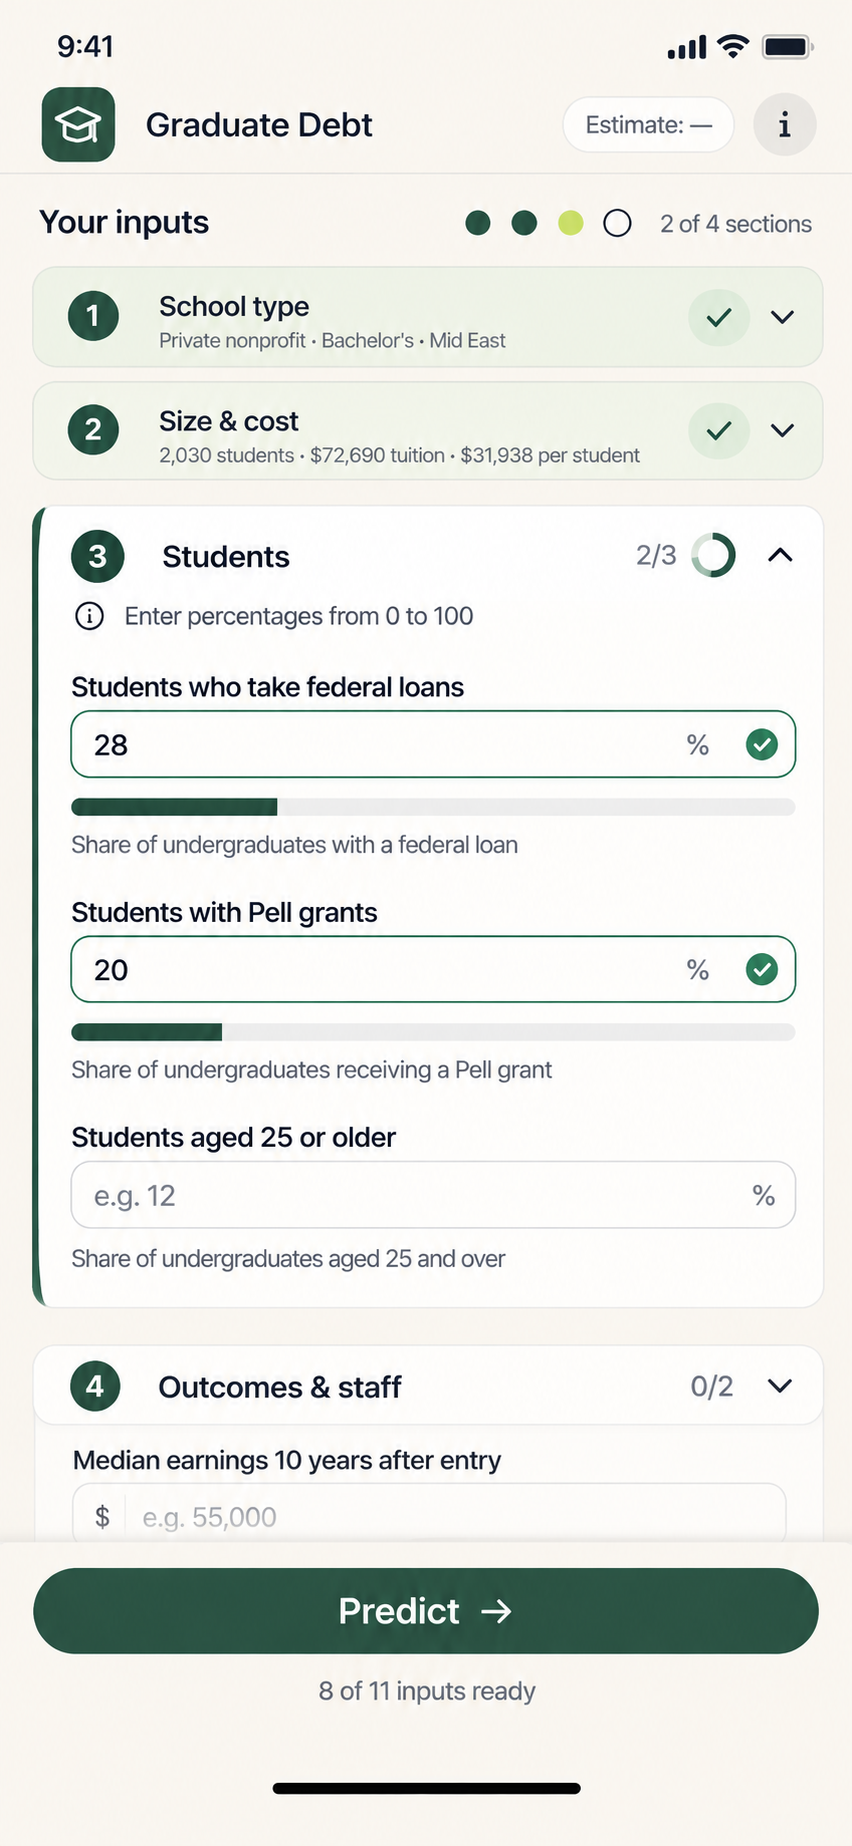 9:41
Graduate Debt
Estimate: —
i
Your inputs
2 of 4 sections
1
School type
Private nonprofit · Bachelor's · Mid East
2
Size & cost
2,030 students · $72,690 tuition · $31,938 per student
3
Students
2/3
i
Enter percentages from 0 to 100
Students who take federal loans
28 %
Share of undergraduates with a federal loan
Students with Pell grants
20 %
Share of undergraduates receiving a Pell grant
Students aged 25 or older
e.g. 12 %
Share of undergraduates aged 25 and over
4
Outcomes & staff
0/2
Median earnings 10 years after entry
$ e.g. 55,000
Predict →
8 of 11 inputs ready